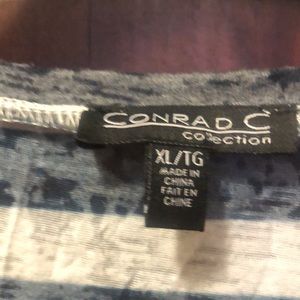 CONRAD C
collection
XL/TG
MADE IN
CHINA
FAIT EN
CHINE